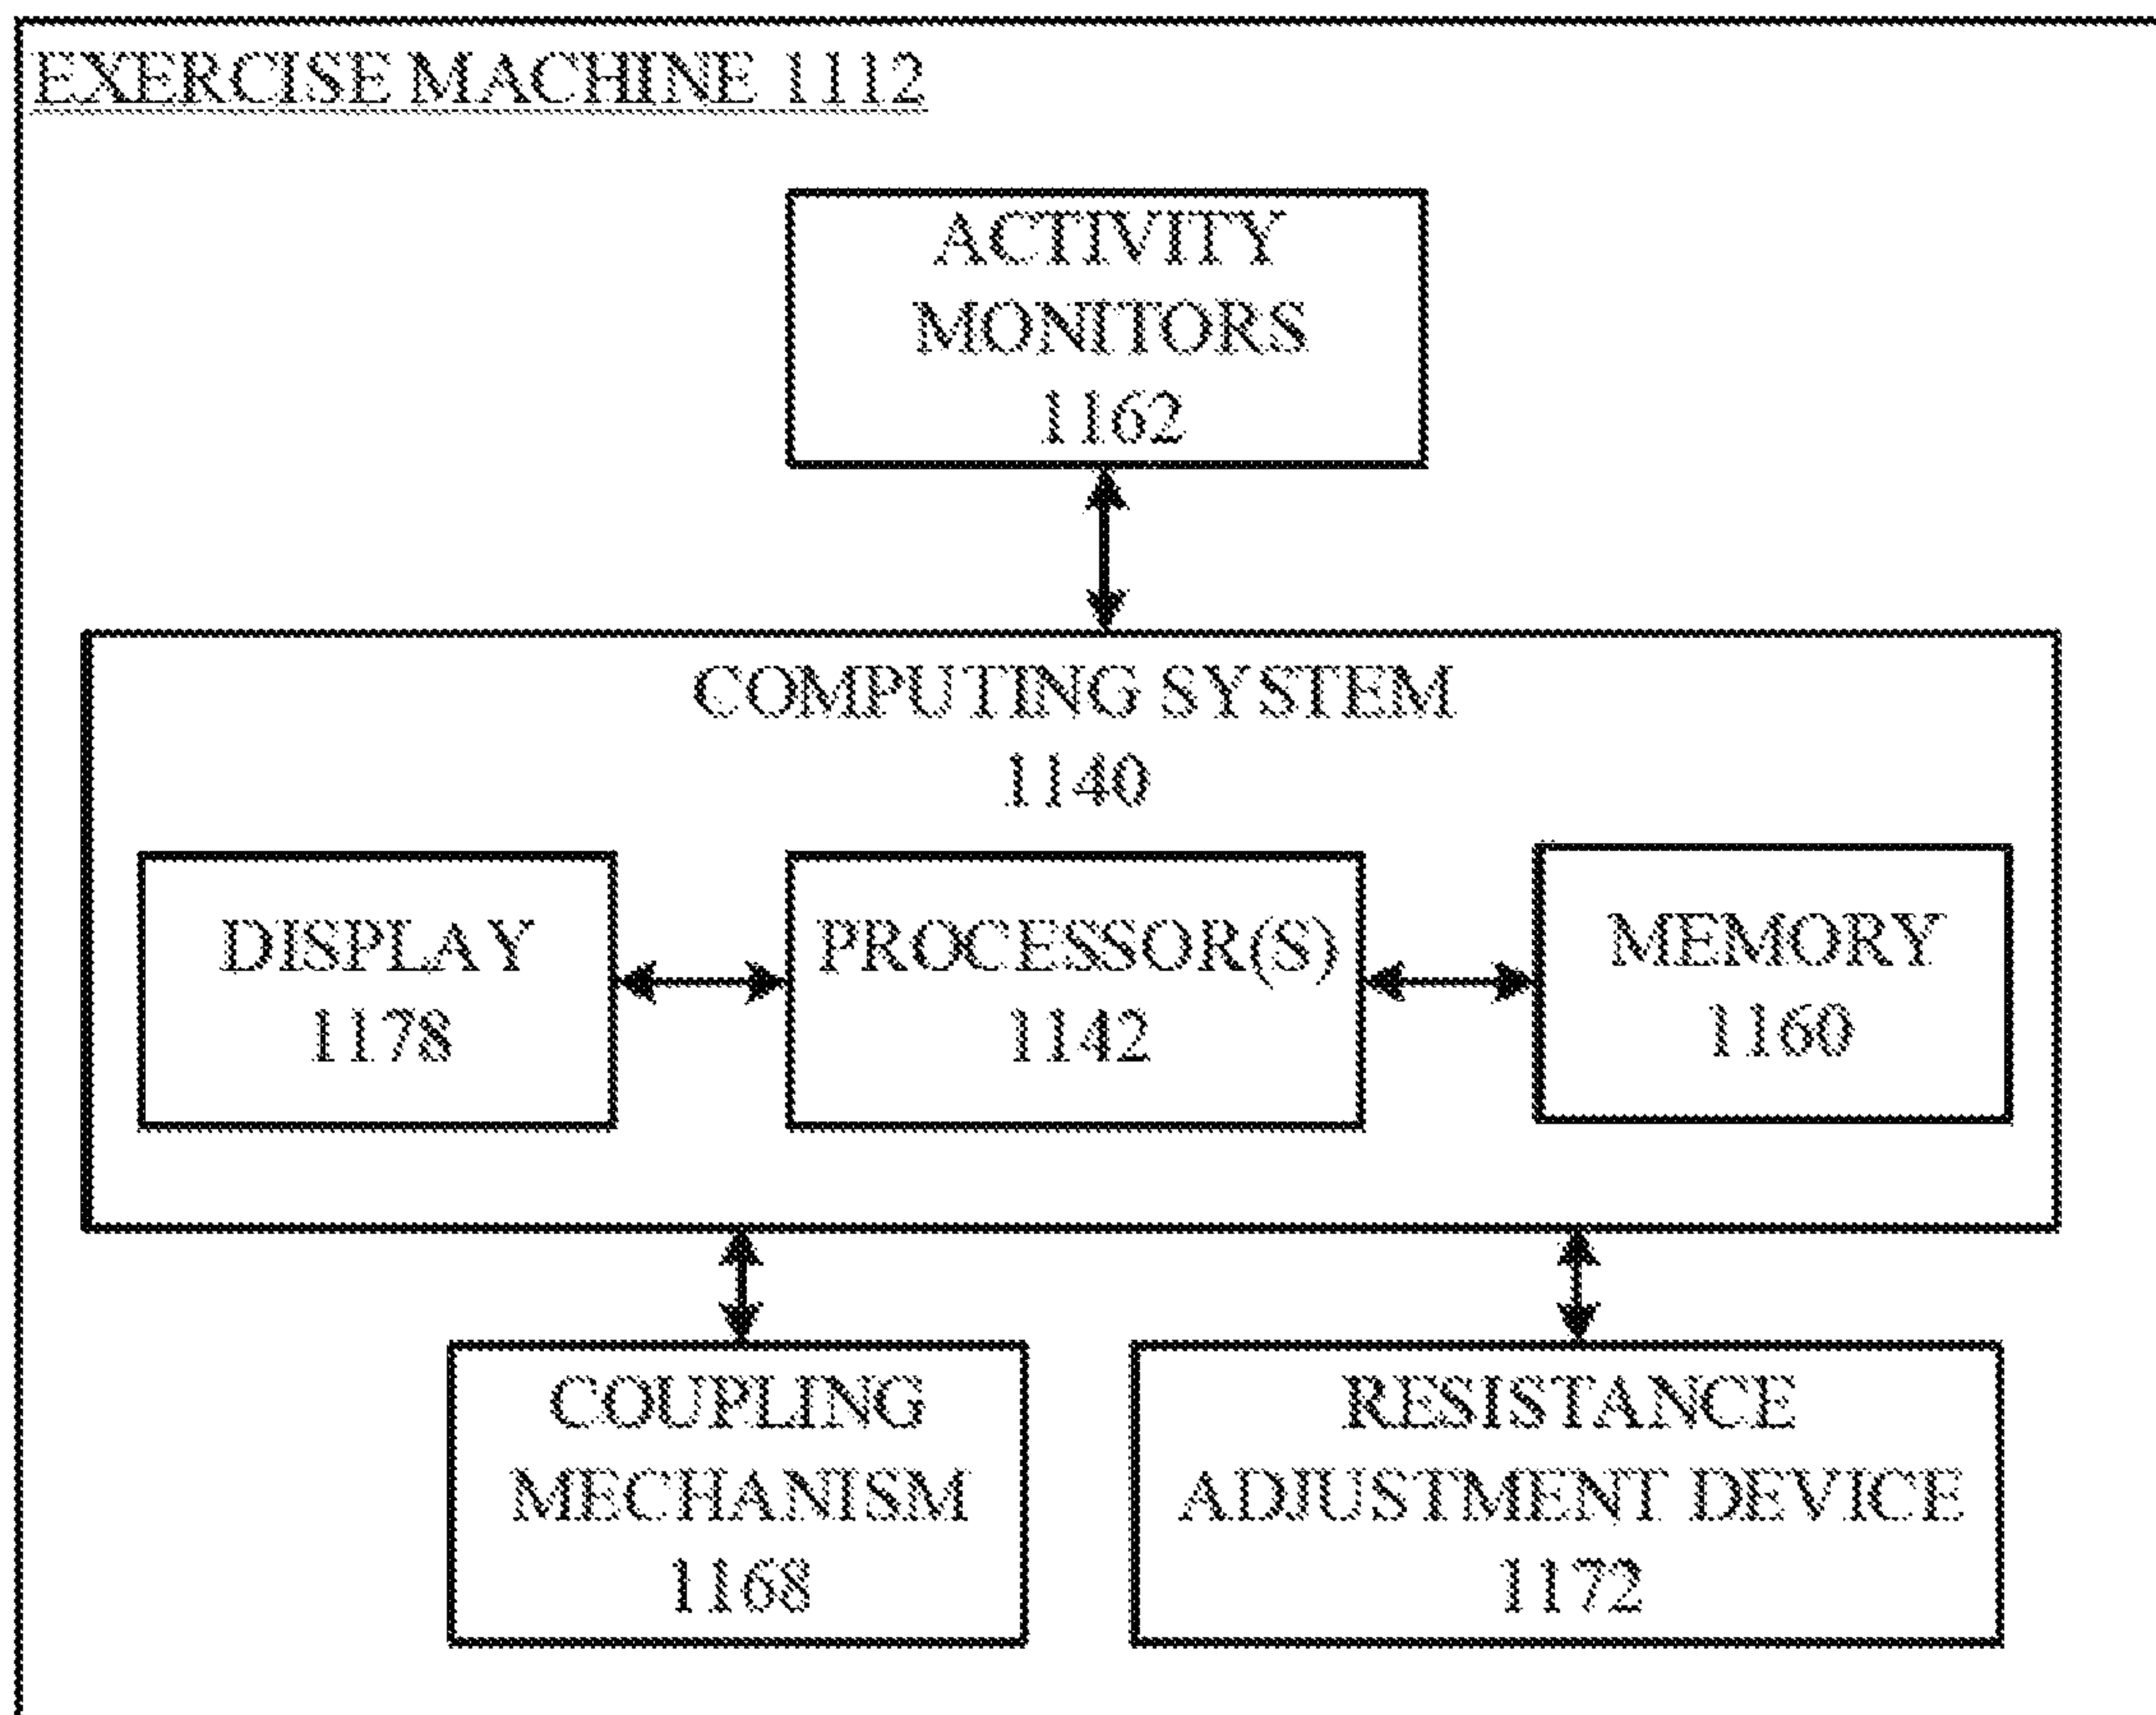 EXERCISE MACHINE 1112
ACTIVITY
MONITORS
1162
COMPUTING SYSTEM
1140
DISPLAY
1178
PROCESSOR(S)
1142
MEMORY
1160
COUPLING
MECHANISM
1168
RESISTANCE
ADJUSTMENT DEVICE
1172